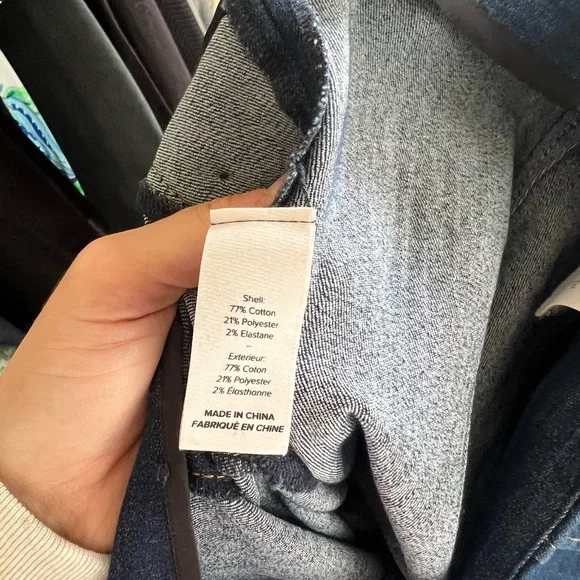 Shell:
77% Cotton
21% Polyester
2% Elastane
–
Exterieur:
77% Coton
21% Polyester
2% Élasthanne
MADE IN CHINA
FABRIQUÉ EN CHINE